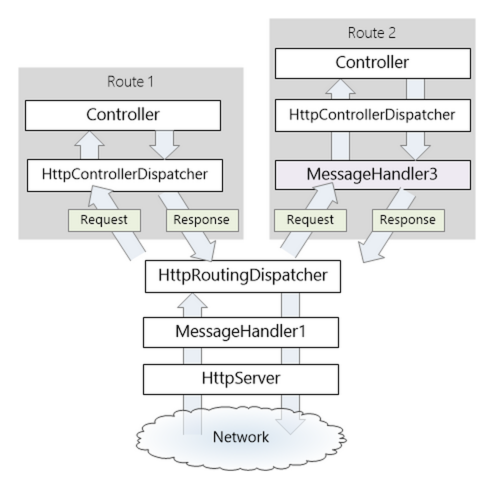 Route 1
Controller
HttpControllerDispatcher
Request
Response
Route 2
Controller
HttpControllerDispatcher
MessageHandler3
Request
Response
HttpRoutingDispatcher
MessageHandler1
HttpServer
Network